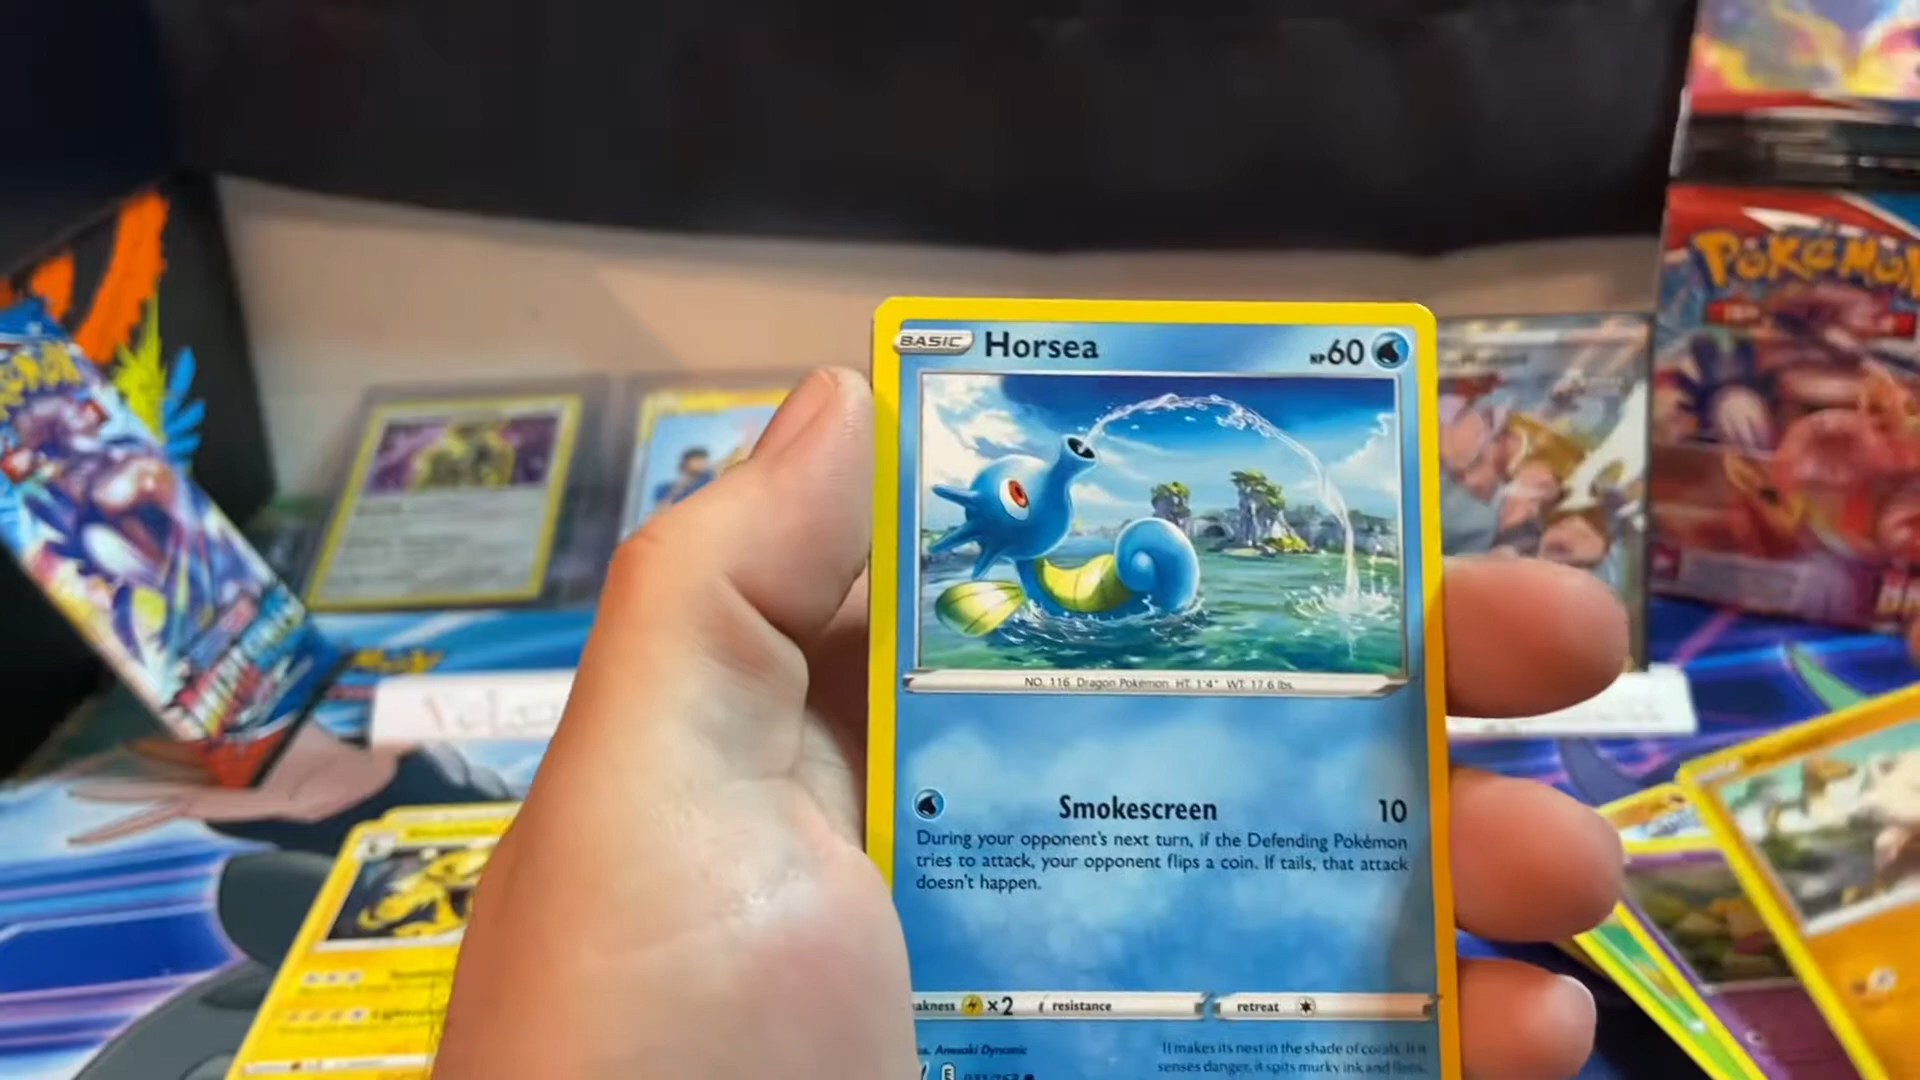 POKÉMON
BASIC Horsea HP60
NO. 116 Dragon Pokémon HT. 1'4" WT. 17.6 lbs.
Smokescreen 10
During your opponent's next turn, if the Defending Pokémon
tries to attack, your opponent flips a coin. If tails, that attack
doesn't happen.
×2 resistance retreat
Dynamic
It makes its nest in the shade of corals. If it
senses danger, it spits murky ink and flees.
E